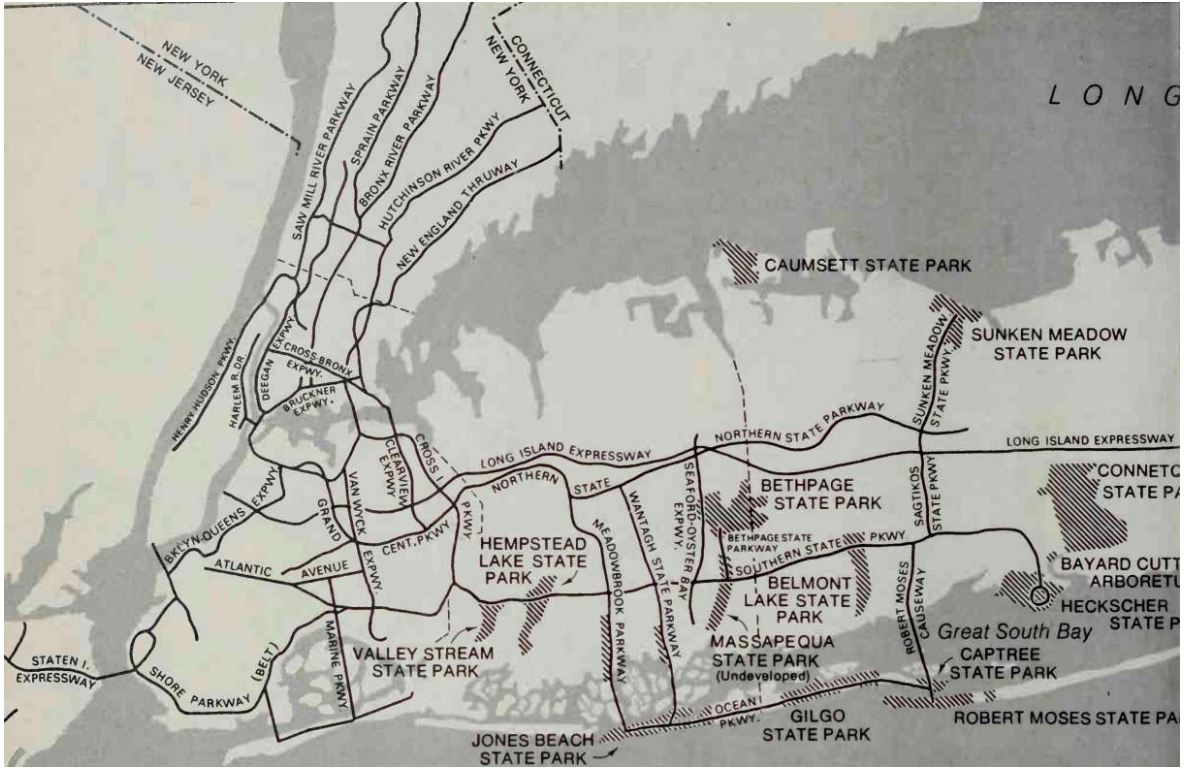 NEW YORK
NEW JERSEY
CONNECTICUT
NEW YORK
LONG
SAW MILL RIVER PARKWAY
SPRAIN PARKWAY
BRONX RIVER PARKWAY
HUTCHINSON RIVER PKWY
NEW ENGLAND THRUWAY
CAUMSETT STATE PARK
SUNKEN MEADOW
STATE PARK
SUNKEN MEADOW
STATE PKWY
HENRY HUDSON PKWY.
HARLEM R. DR.
DEEGAN
EXPWY
CROSS BRONX
EXPWY.
BRUCKNER
EXPWY.
NORTHERN STATE PARKWAY
LONG ISLAND EXPRESSWAY
LONG ISLAND EXPRESSWAY
CLEARVIEW
EXPWY
CROSS I.
PKWY
NORTHERN
STATE
BKLYN-QUEENS EXPWY
GRAND
CENT. PKWY
VAN WYCK
EXPWY
SEAFORD-OYSTER BAY
EXPWY.
WANTAGH STATE PARKWAY
MEADOWBROOK PARKWAY
BETHPAGE
STATE PARK
BETHPAGE STATE
PARKWAY
SAGTIKOS
STATE PKWY
CONNETO
STATE PA
ATLANTIC
AVENUE
HEMPSTEAD
LAKE STATE
PARK
SOUTHERN STATE
PKWY
BAYARD CUTT
ARBORETU
HECKSCHER
STATE P
BELMONT
LAKE STATE
PARK
ROBERT MOSES
CAUSEWAY
Great South Bay
MASSAPEQUA
STATE PARK
(Undeveloped)
VALLEY STREAM
STATE PARK
CAPTREE
STATE PARK
STATEN I.
EXPRESSWAY
SHORE PARKWAY
(BELT)
MARINE PKWY
OCEAN
PKWY.
GILGO
STATE PARK
ROBERT MOSES STATE PA
JONES BEACH
STATE PARK